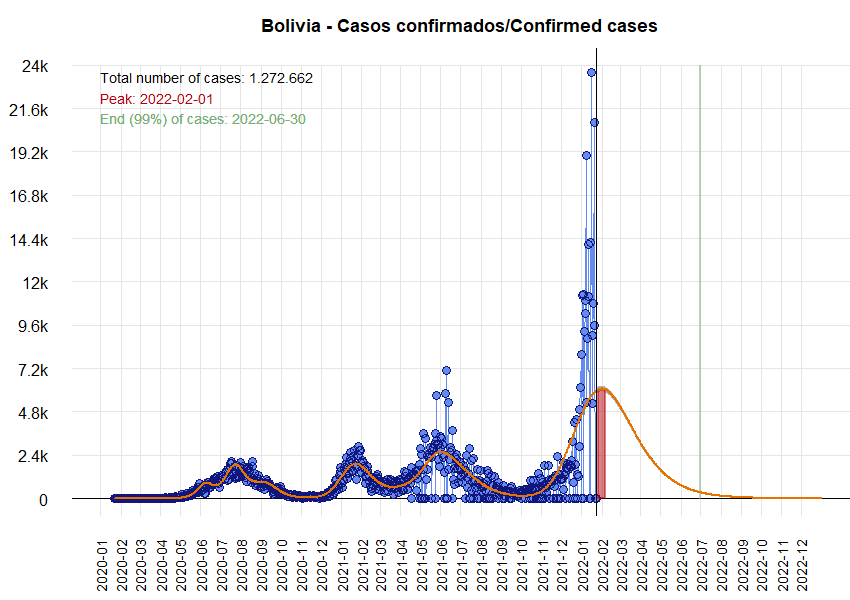 Bolivia - Casos confirmados/Confirmed cases
Total number of cases: 1.272.662
Peak: 2022-02-01
End (99%) of cases: 2022-06-30
24k
21.6k
19.2k
16.8k
14.4k
12k
9.6k
7.2k
4.8k
2.4k
0
2020-01
2020-02
2020-03
2020-04
2020-05
2020-06
2020-07
2020-08
2020-09
2020-10
2020-11
2020-12
2021-01
2021-02
2021-03
2021-04
2021-05
2021-06
2021-07
2021-08
2021-09
2021-10
2021-11
2021-12
2022-01
2022-02
2022-03
2022-04
2022-05
2022-06
2022-07
2022-08
2022-09
2022-10
2022-11
2022-12